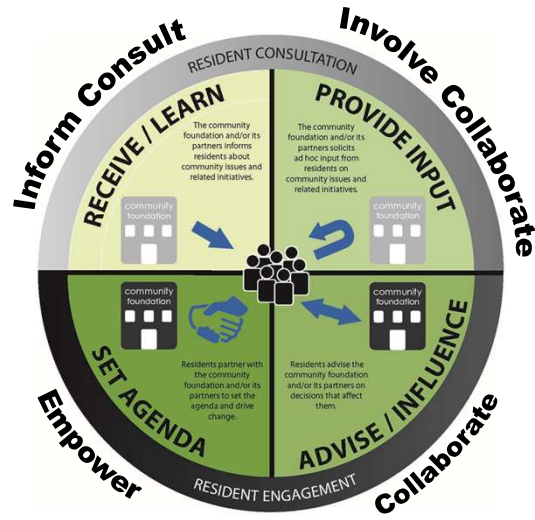 Inform Consult
Involve Collaborate
RESIDENT CONSULTATION
RECEIVE / LEARN
The community
foundation and/or its
partners informs
residents about
community issues and
related initiatives.
community
foundation
PROVIDE INPUT
The community
foundation and/or its
partners solicits
ad hoc input from
residents on
community issues and
related initiatives.
community
foundation
community
foundation
SET AGENDA
Residents partner with
the community
foundation and/or its
partners to set the
agenda and drive
change.
community
foundation
ADVISE / INFLUENCE
Residents advise the
community foundation
and/or its partners on
decisions that affect
them.
RESIDENT ENGAGEMENT
Empower
Collaborate